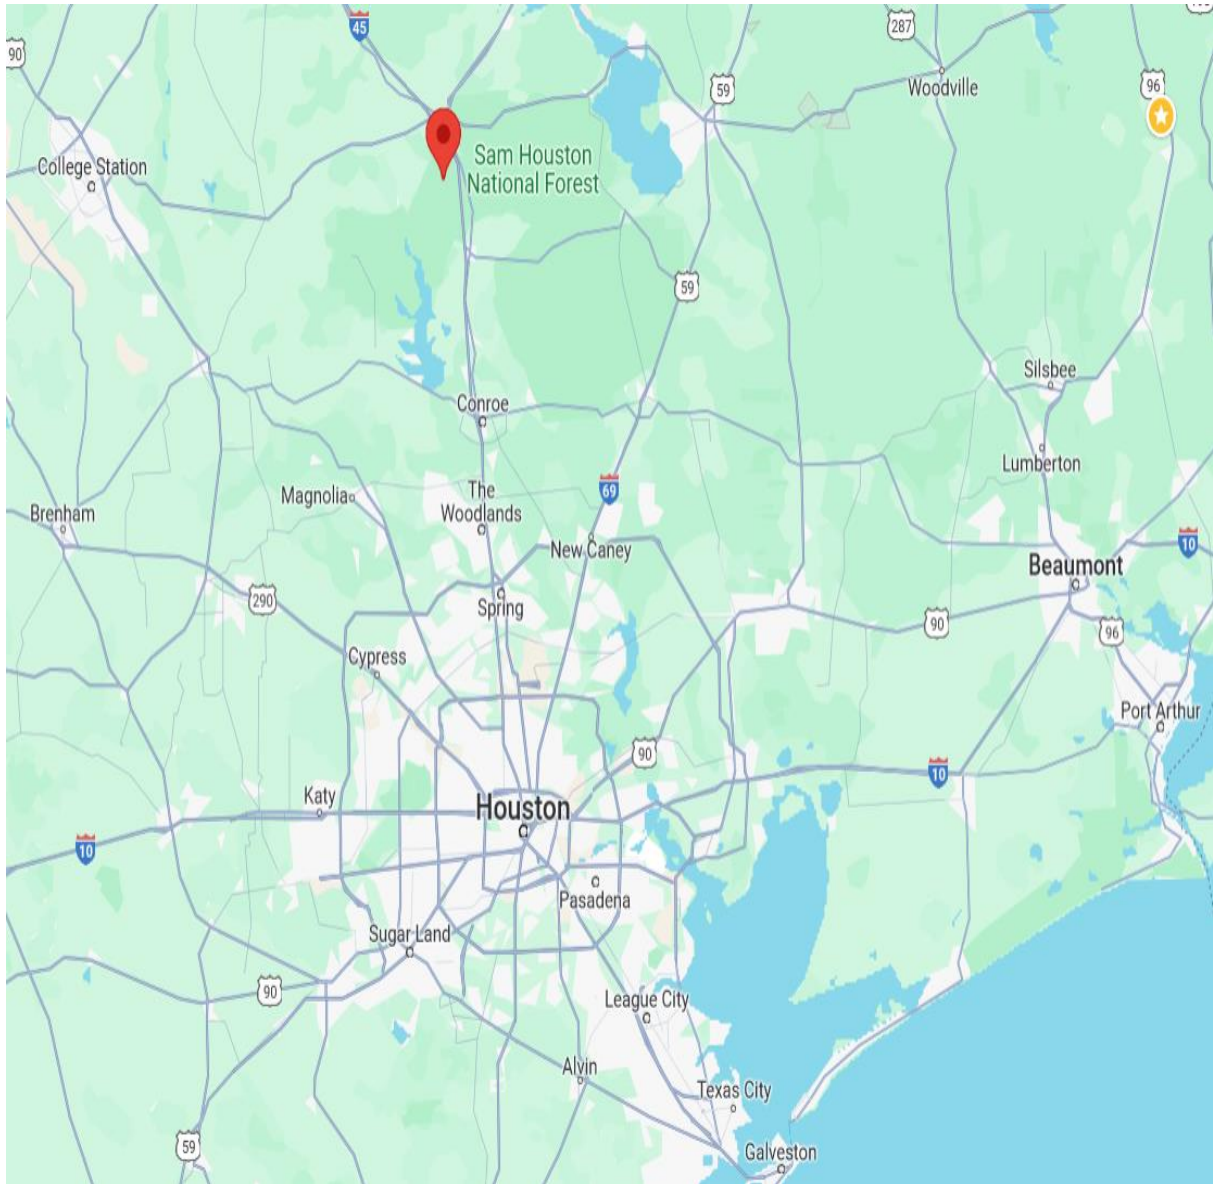 45
90
287
59
Woodville
96
College Station
Sam Houston
National Forest
59
Silsbee
Conroe
Lumberton
Magnolia
The
Woodlands
69
Brenham
New Caney
10
Beaumont
290
Spring
90
96
Cypress
Port Arthur
90
10
Katy
Houston
10
Pasadena
Sugar Land
90
League City
Alvin
Texas City
59
Galveston